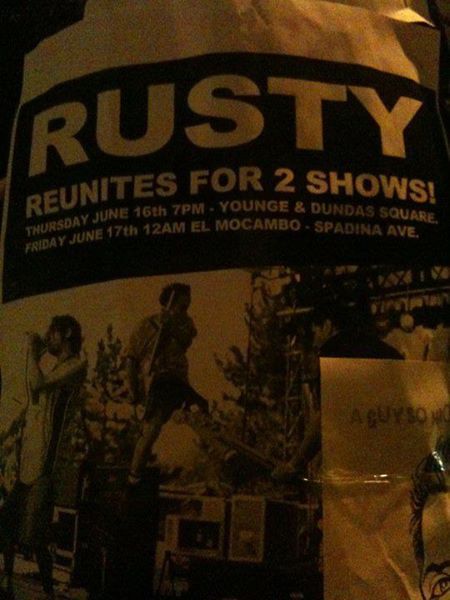 RUSTY
REUNITES FOR 2 SHOWS!
THURSDAY JUNE 16th 7PM - YOUNGE & DUNDAS SQUARE.
FRIDAY JUNE 17th 12AM EL MOCAMBO - SPADINA AVE.
A GUY